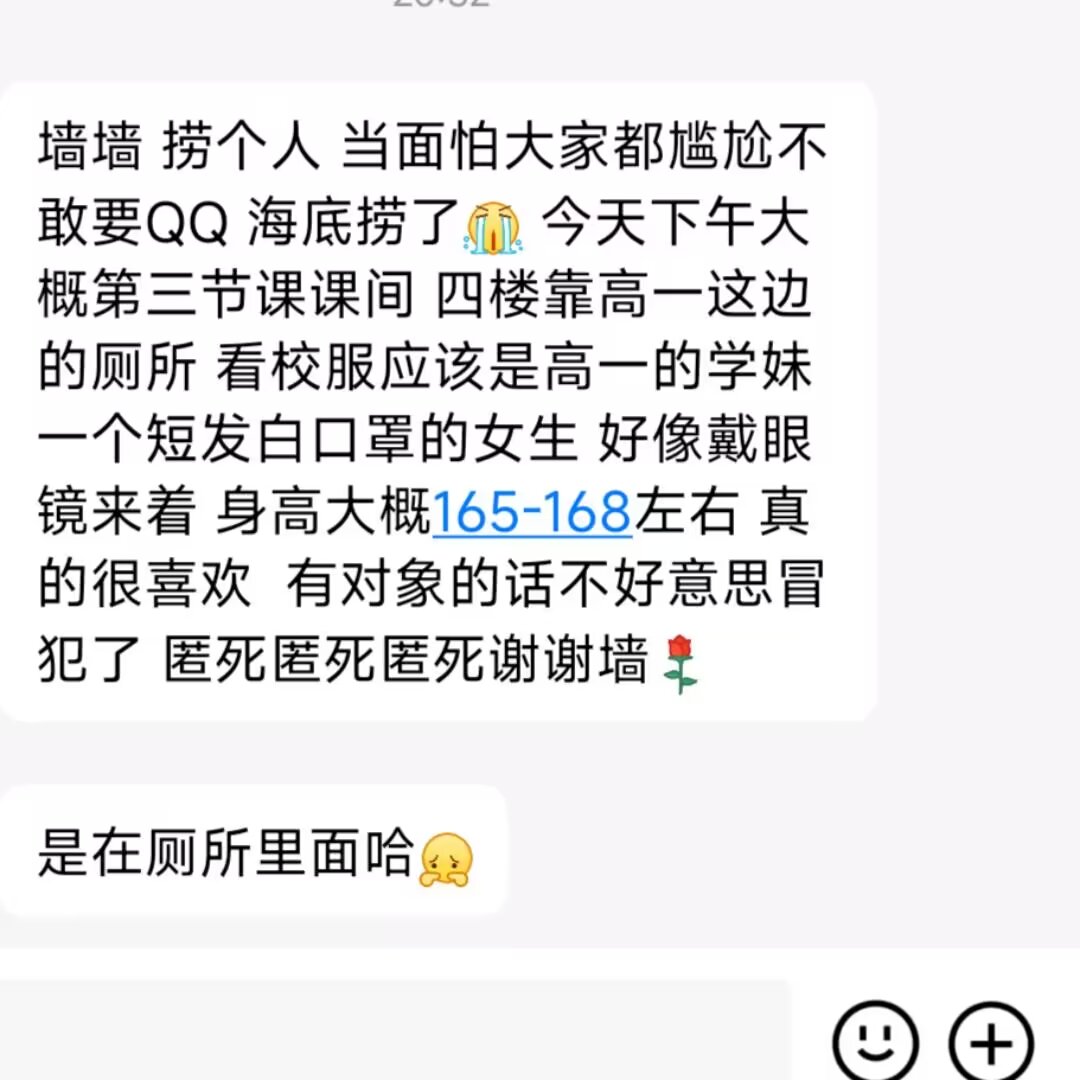 墙墙 捞个人 当面怕大家都尴尬不
敢要QQ 海底捞了😭 今天下午大
概第三节课课间 四楼靠高一这边
的厕所 看校服应该是高一的学妹
一个短发白口罩的女生 好像戴眼
镜来着 身高大概165-168左右 真
的很喜欢 有对象的话不好意思冒
犯了 匿死匿死匿死谢谢墙🌹
是在厕所里面哈